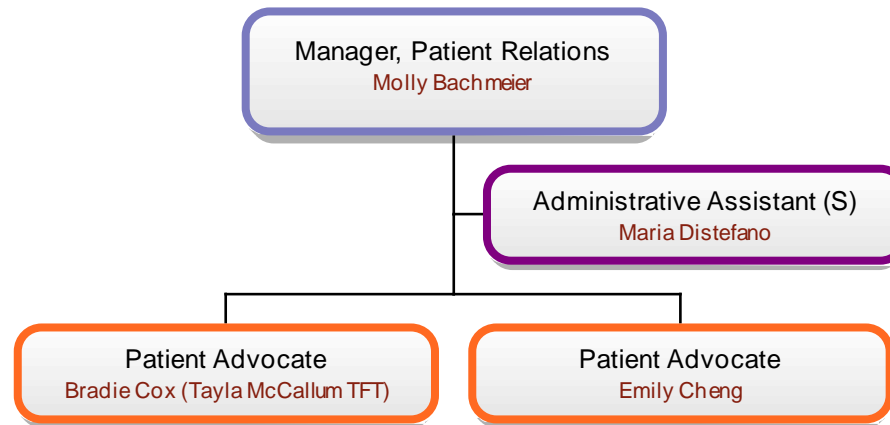 Manager, Patient Relations
Molly Bachmeier
Administrative Assistant (S)
Maria Distefano
Patient Advocate
Bradie Cox (Tayla McCallum TFT)
Patient Advocate
Emily Cheng